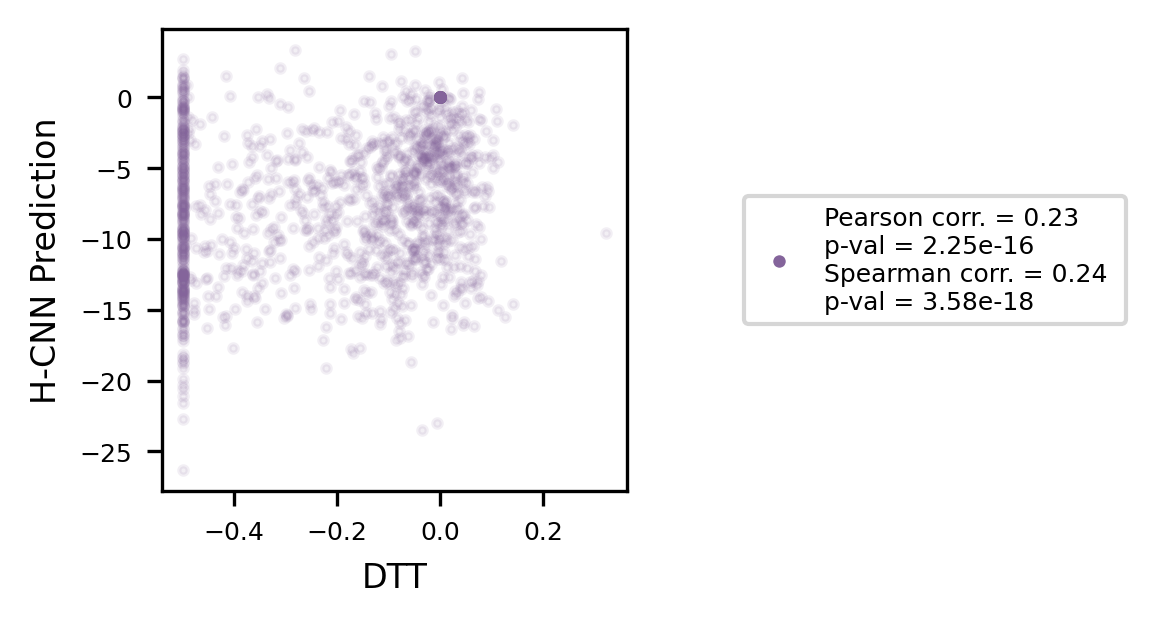 H-CNN Prediction
0
−5
−10
−15
−20
−25
−0.4
−0.2
0.0
0.2
DTT
Pearson corr. = 0.23
p-val = 2.25e-16
Spearman corr. = 0.24
p-val = 3.58e-18